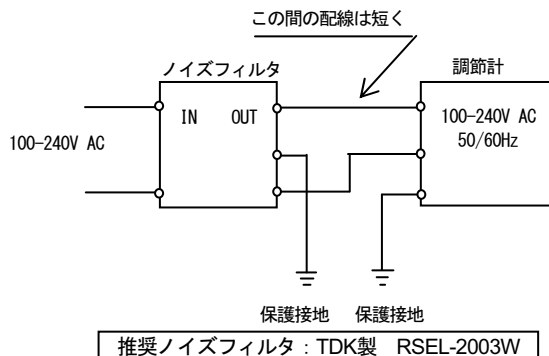 この間の配線は短く
ノイズフィルタ
調節計
IN OUT
100-240V AC
50/60Hz
100-240V AC
保護接地 保護接地
推奨ノイズフィルタ：TDK製 RSEL-2003W